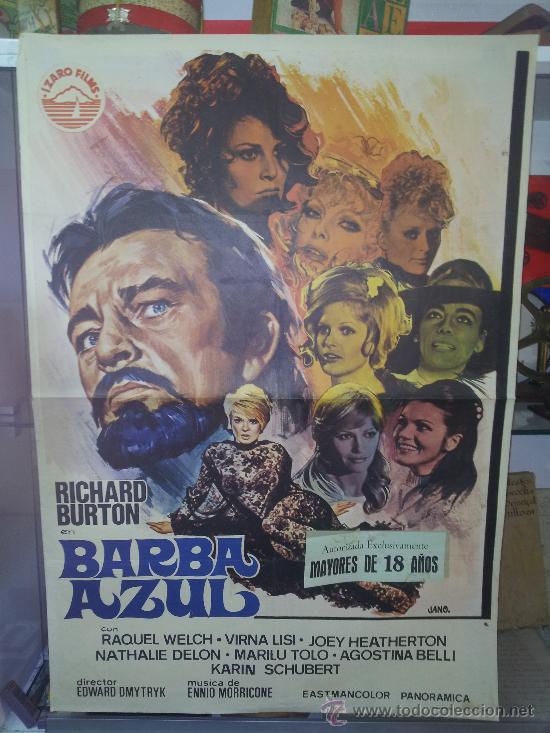 IZARO FILMS
RICHARD
BURTON
en
BARBA
AZUL
Autorizada Exclusivamente
MAYORES DE 18 AÑOS
JANO.
con
RAQUEL WELCH • VIRNA LISI • JOEY HEATHERTON
NATHALIE DELON • MARILU TOLO • AGOSTINA BELLI
KARIN SCHUBERT
director
EDWARD DMYTRYK
musica de
ENNIO MORRICONE
EASTMANCOLOR PANORAMICA
www.todocoleccion.net